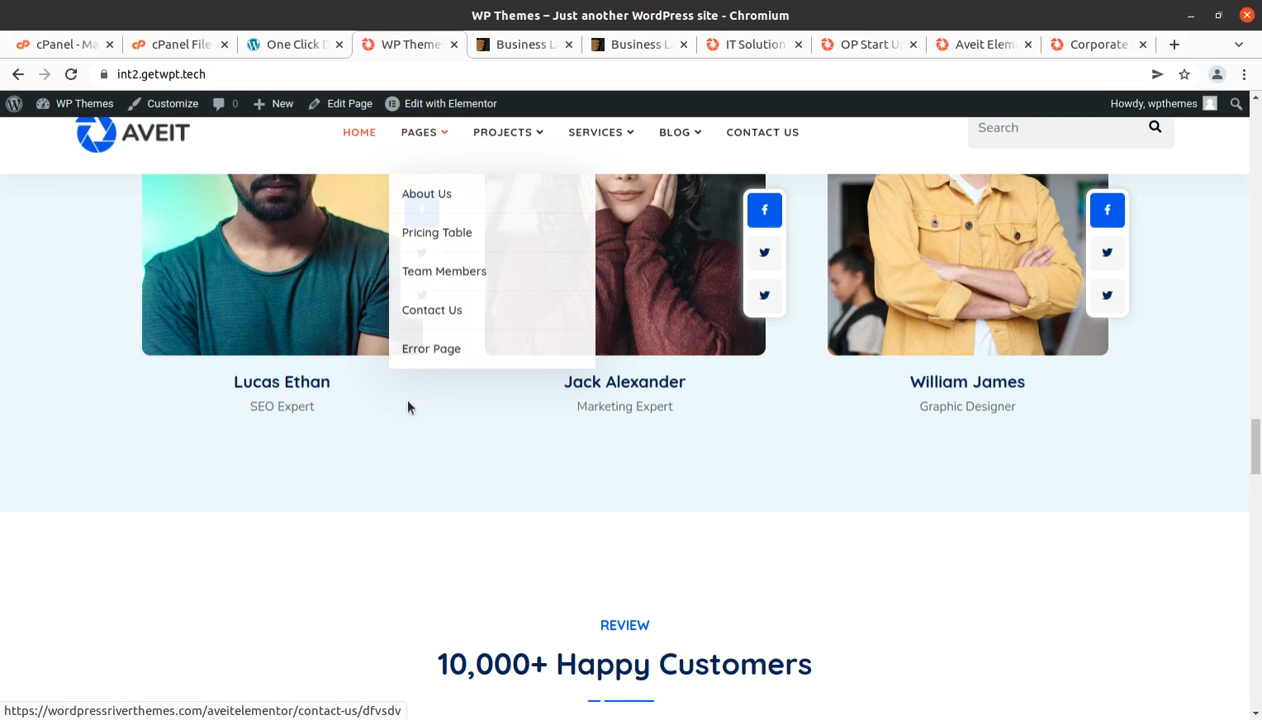 WP Themes – Just another WordPress site - Chromium
cPanel - Ma
cPanel File
One Click D
WP Theme
Business L
Business L
IT Solution
OP Start U
Aveit Elem
Corporate
int2.getwpt.tech
WP Themes Customize 0 New Edit Page Edit with Elementor Howdy, wpthemes
AVEIT HOME PAGES PROJECTS SERVICES BLOG CONTACT US Search
About Us
Pricing Table
Team Members
Contact Us
Error Page
Lucas Ethan Jack Alexander William James
SEO Expert Marketing Expert Graphic Designer
REVIEW
10,000+ Happy Customers
https://wordpressriverthemes.com/aveitelementor/contact-us/dfvsdv